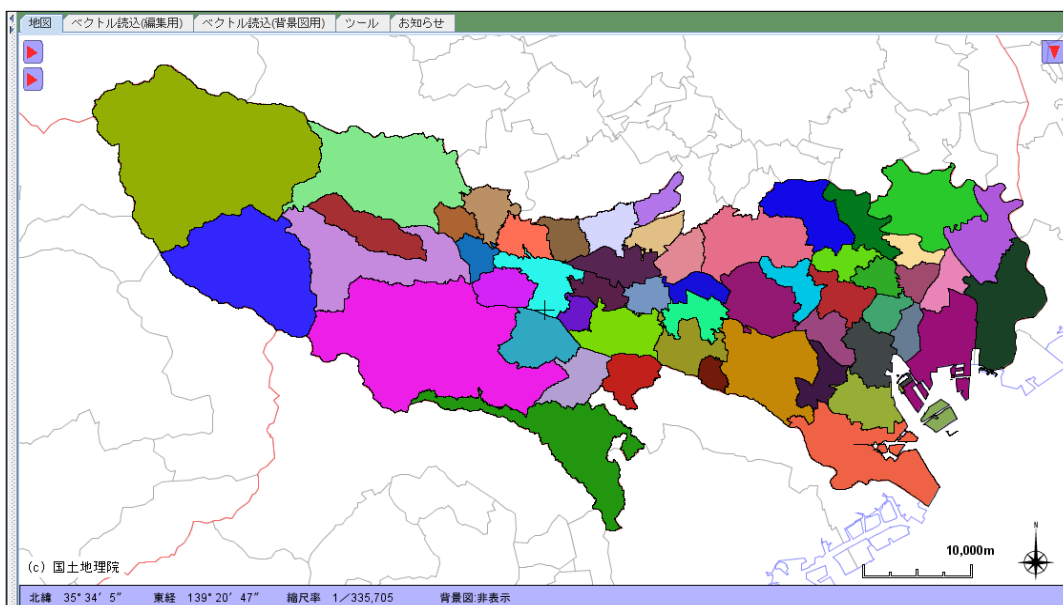 地図 ベクトル読込(編集用) ベクトル読込(背景図用) ツール お知らせ
N
10,000m
(c) 国土地理院
北緯 35° 34′ 5″ 東経 139° 20′ 47″ 縮尺率 1/335,705 背景図:非表示